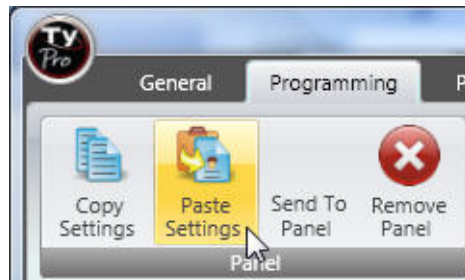 Ty
Pro
General Programming P
Copy Settings
Paste Settings
Send To Panel
Remove Panel
Panel